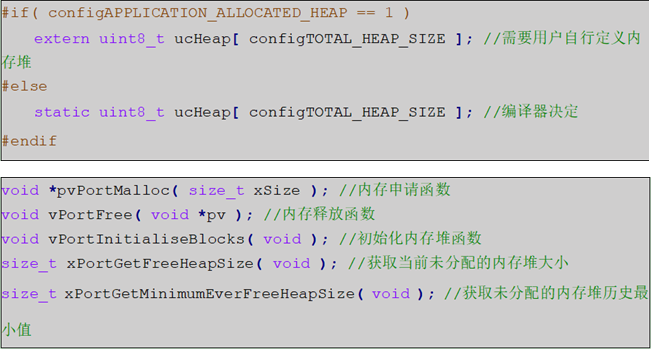 #if( configAPPLICATION_ALLOCATED_HEAP == 1 )
extern uint8_t ucHeap[ configTOTAL_HEAP_SIZE ]; //需要用户自行定义内
存堆
#else
static uint8_t ucHeap[ configTOTAL_HEAP_SIZE ]; //编译器决定
#endif
void *pvPortMalloc( size_t xSize ); //内存申请函数
void vPortFree( void *pv ); //内存释放函数
void vPortInitialiseBlocks( void ); //初始化内存堆函数
size_t xPortGetFreeHeapSize( void ); //获取当前未分配的内存堆大小
size_t xPortGetMinimumEverFreeHeapSize( void ); //获取未分配的内存堆历史最
小值